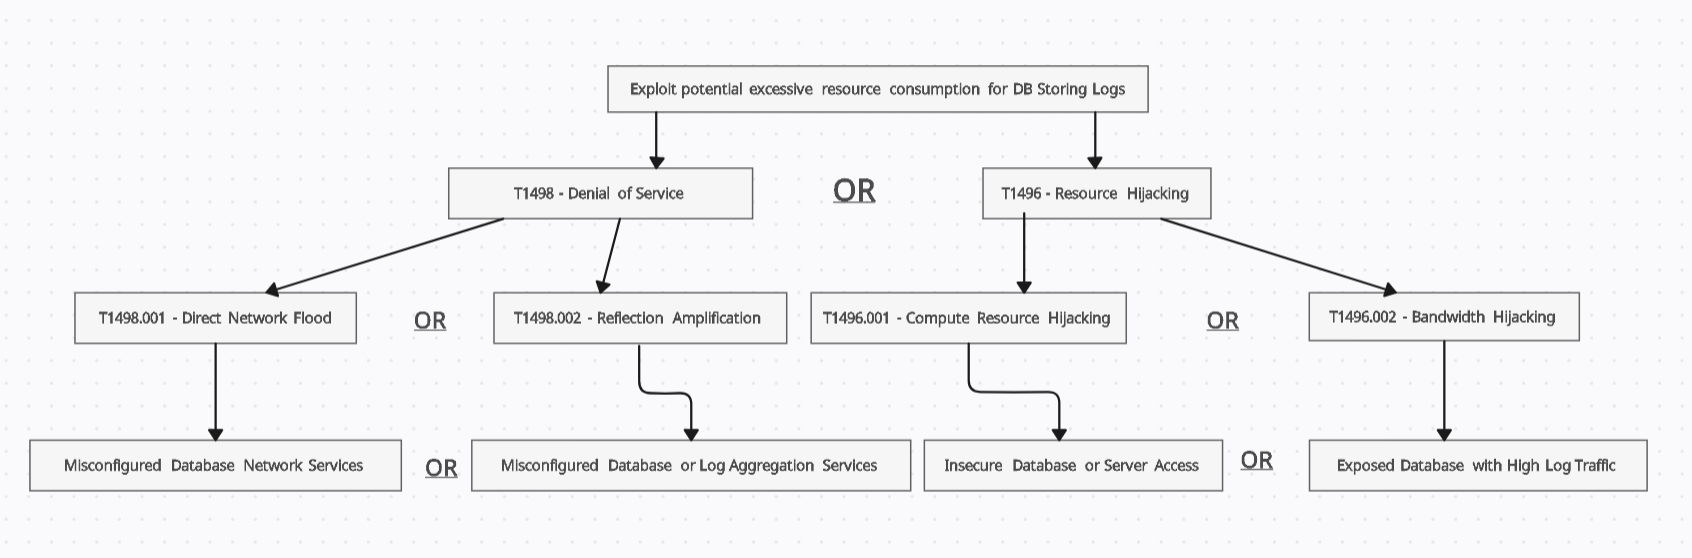 Exploit potential excessive resource consumption for DB Storing Logs
T1498 - Denial of Service
OR
T1496 - Resource Hijacking
T1498.001 - Direct Network Flood
OR
T1498.002 - Reflection Amplification
T1496.001 - Compute Resource Hijacking
OR
T1496.002 - Bandwidth Hijacking
Misconfigured Database Network Services
OR
Misconfigured Database or Log Aggregation Services
Insecure Database or Server Access
OR
Exposed Database with High Log Traffic